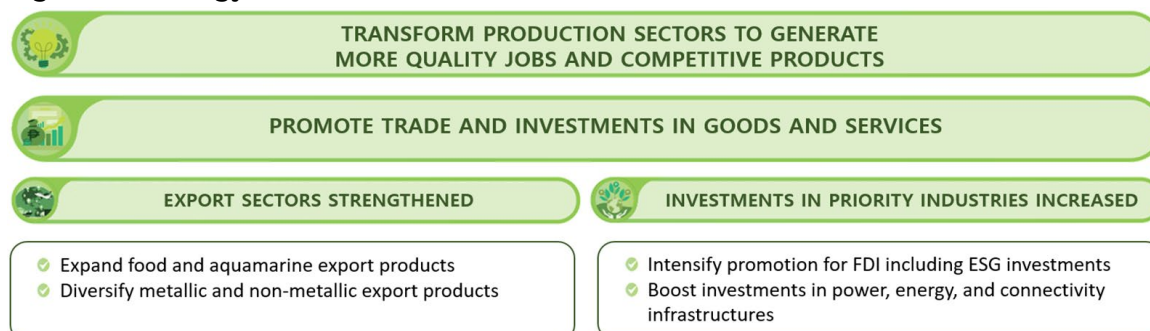 TRANSFORM PRODUCTION SECTORS TO GENERATE
MORE QUALITY JOBS AND COMPETITIVE PRODUCTS
PROMOTE TRADE AND INVESTMENTS IN GOODS AND SERVICES
EXPORT SECTORS STRENGTHENED
INVESTMENTS IN PRIORITY INDUSTRIES INCREASED
Expand food and aquamarine export products
Diversify metallic and non-metallic export products
Intensify promotion for FDI including ESG investments
Boost investments in power, energy, and connectivity
infrastructures